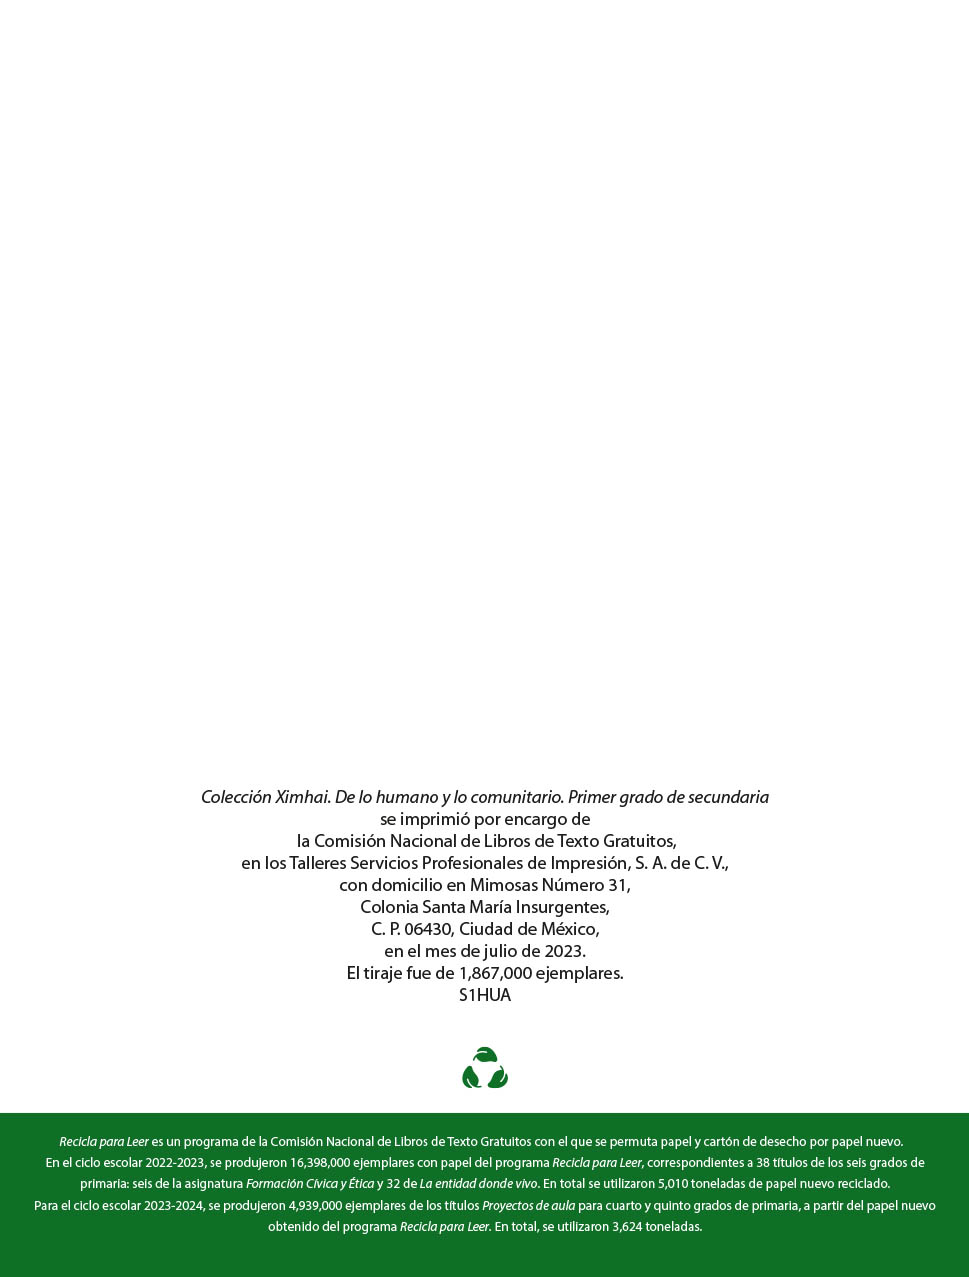 Colección Ximhai. De lo humano y lo comunitario. Primer grado de secundaria
se imprimió por encargo de
la Comisión Nacional de Libros de Texto Gratuitos,
en los Talleres Servicios Profesionales de Impresión, S. A. de C. V.,
con domicilio en Mimosas Número 31,
Colonia Santa María Insurgentes,
C. P. 06430, Ciudad de México,
en el mes de julio de 2023.
El tiraje fue de 1,867,000 ejemplares.
S1HUA
Recicla para Leer es un programa de la Comisión Nacional de Libros de Texto Gratuitos con el que se permuta papel y cartón de desecho por papel nuevo.
En el ciclo escolar 2022-2023, se produjeron 16,398,000 ejemplares con papel del programa Recicla para Leer, correspondientes a 38 títulos de los seis grados de
primaria: seis de la asignatura Formación Cívica y Ética y 32 de La entidad donde vivo. En total se utilizaron 5,010 toneladas de papel nuevo reciclado.
Para el ciclo escolar 2023-2024, se produjeron 4,939,000 ejemplares de los títulos Proyectos de aula para cuarto y quinto grados de primaria, a partir del papel nuevo
obtenido del programa Recicla para Leer. En total, se utilizaron 3,624 toneladas.